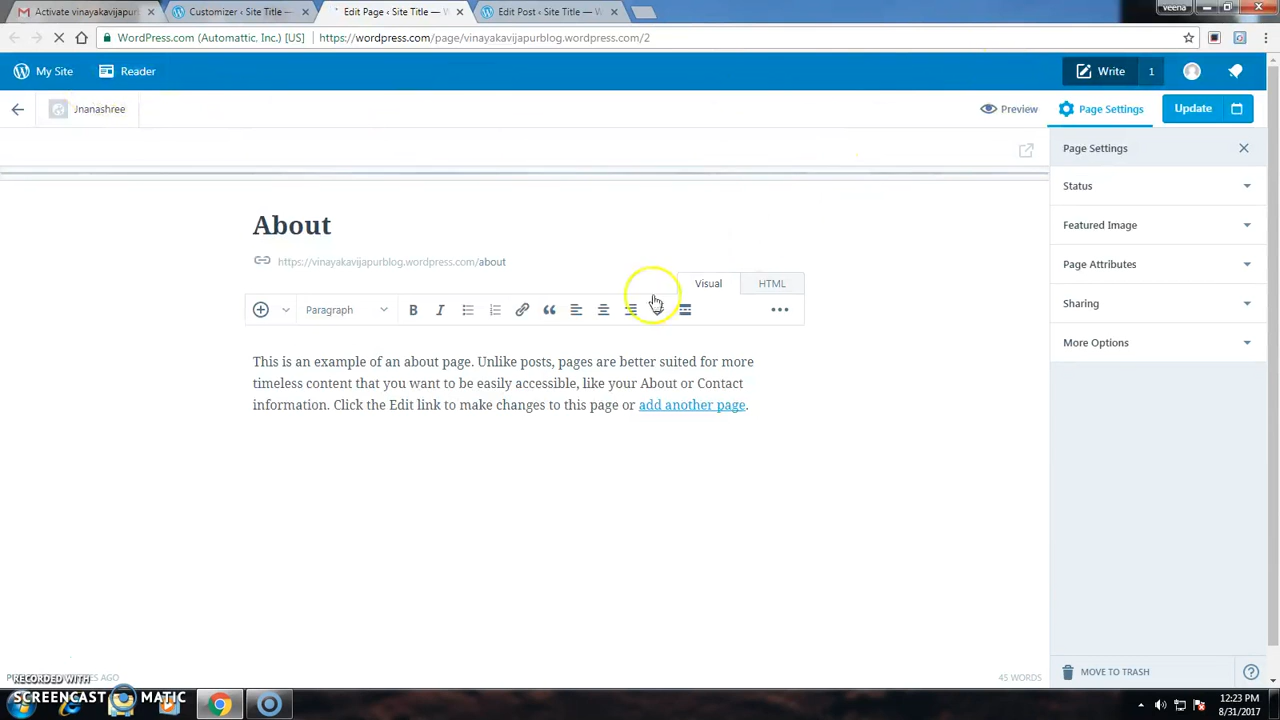 Activate vinayakavijapur
Customizer ‹ Site Title —
Edit Page ‹ Site Title — W
Edit Post ‹ Site Title — W
veena
WordPress.com (Automattic, Inc.) [US]
https://wordpress.com/page/vinayakavijapurblog.wordpress.com/2
My Site
Reader
Write
1
Jnanashree
Preview
Page Settings
Update
Page Settings
Status
Featured Image
Page Attributes
Sharing
More Options
About
https://vinayakavijapurblog.wordpress.com/about
Visual
HTML
Paragraph
B
I
This is an example of an about page. Unlike posts, pages are better suited for more
timeless content that you want to be easily accessible, like your About or Contact
information. Click the Edit link to make changes to this page or add another page.
AGO
45 WORDS
MOVE TO TRASH
RECORDED WITH
SCREENCAST MATIC
12:23 PM
8/31/2017